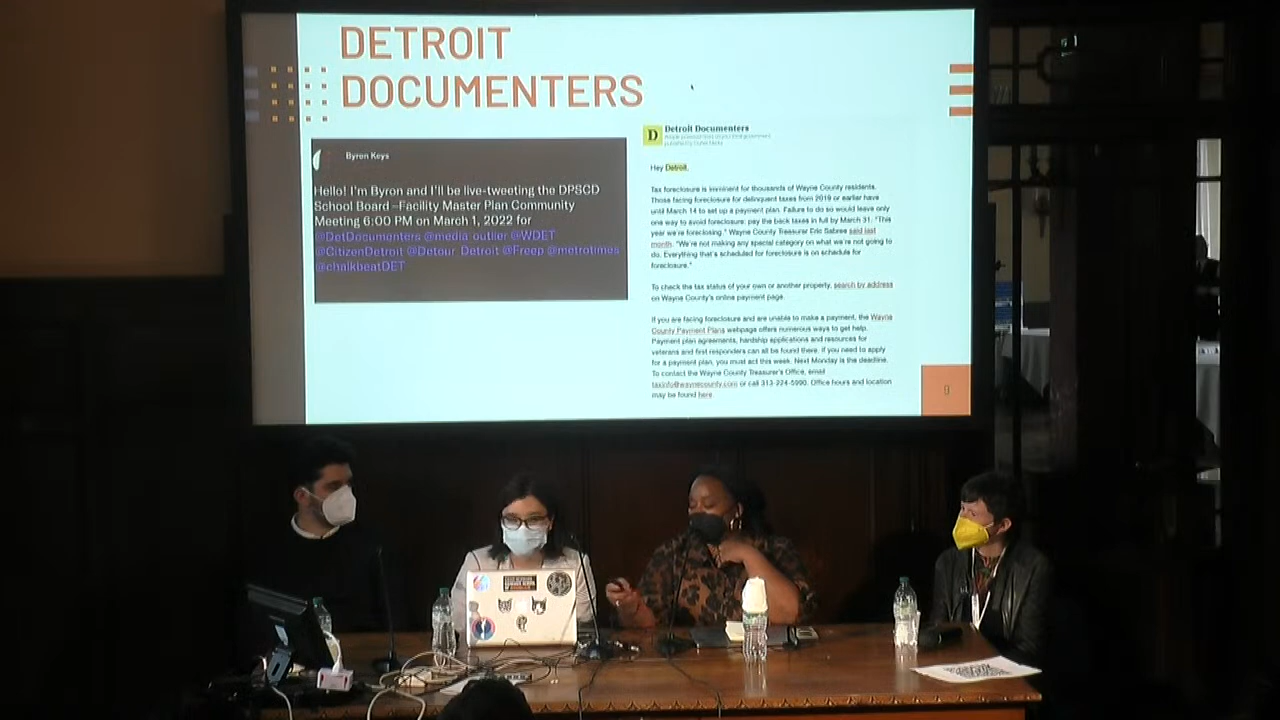 DETROIT
DOCUMENTERS
Byron Keys
Hello! I'm Byron and I'll be live-tweeting the DPSCD
School Board –Facility Master Plan Community
Meeting 6:00 PM on March 1, 2022 for
@DetDocumenters @media_outlier @WDET
@CitizenDetroit @Detour_Detroit @Freep @metrotimes
@chalkbeatDET
D Detroit Documenters
Hey Detroit,
Tax foreclosure is imminent for thousands of Wayne County residents.
Those facing foreclosure for delinquent taxes from 2019 or earlier have
until March 14 to set up a payment plan. Failure to do so would leave only
one way to avoid foreclosure: pay the back taxes in full by March 31. "This
year we're foreclosing." Wayne County Treasurer Eric Sabree said last
month. "We're not making any special category on what we're not going to
do. Everything that's scheduled for foreclosure is on schedule for
foreclosure."
To check the tax status of your own or another property, search by address
on Wayne County's online payment page.
If you are facing foreclosure and are unable to make a payment, the Wayne
County Payment Plans webpage offers numerous ways to get help.
Payment plan agreements, hardship applications and resources for
veterans and first responders can all be found there. If you need to apply
for a payment plan, you must act this week. Next Monday is the deadline.
To contact the Wayne County Treasurer's Office, email
taxinfo@waynecounty.com or call 313-224-5990. Office hours and location
may be found here
9